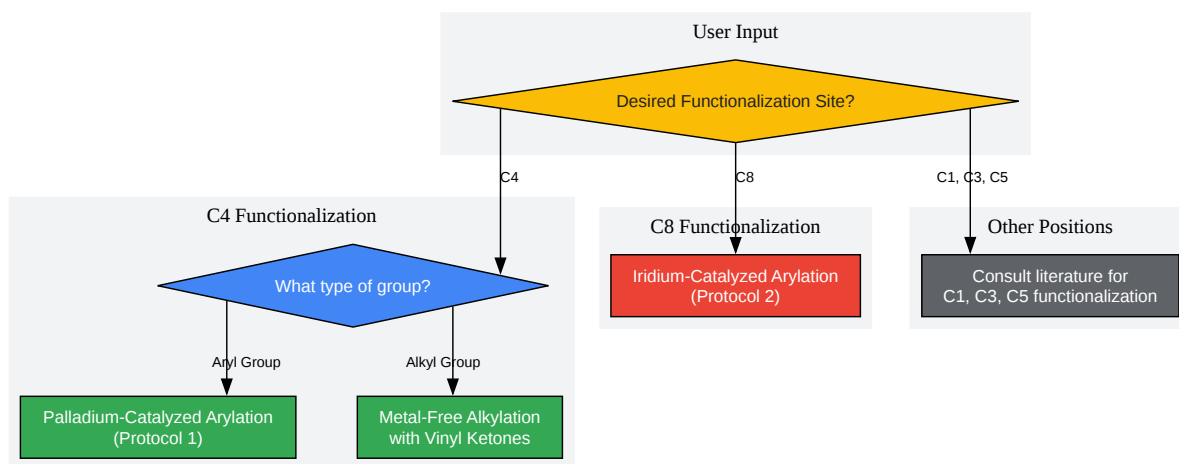 User Input
Desired Functionalization Site?
C4
C8
C1, C3, C5
C4 Functionalization
C8 Functionalization
Other Positions
What type of group?
Iridium-Catalyzed Arylation
(Protocol 2)
Consult literature for
C1, C3, C5 functionalization
Aryl Group
Alkyl Group
Palladium-Catalyzed Arylation
(Protocol 1)
Metal-Free Alkylation
with Vinyl Ketones